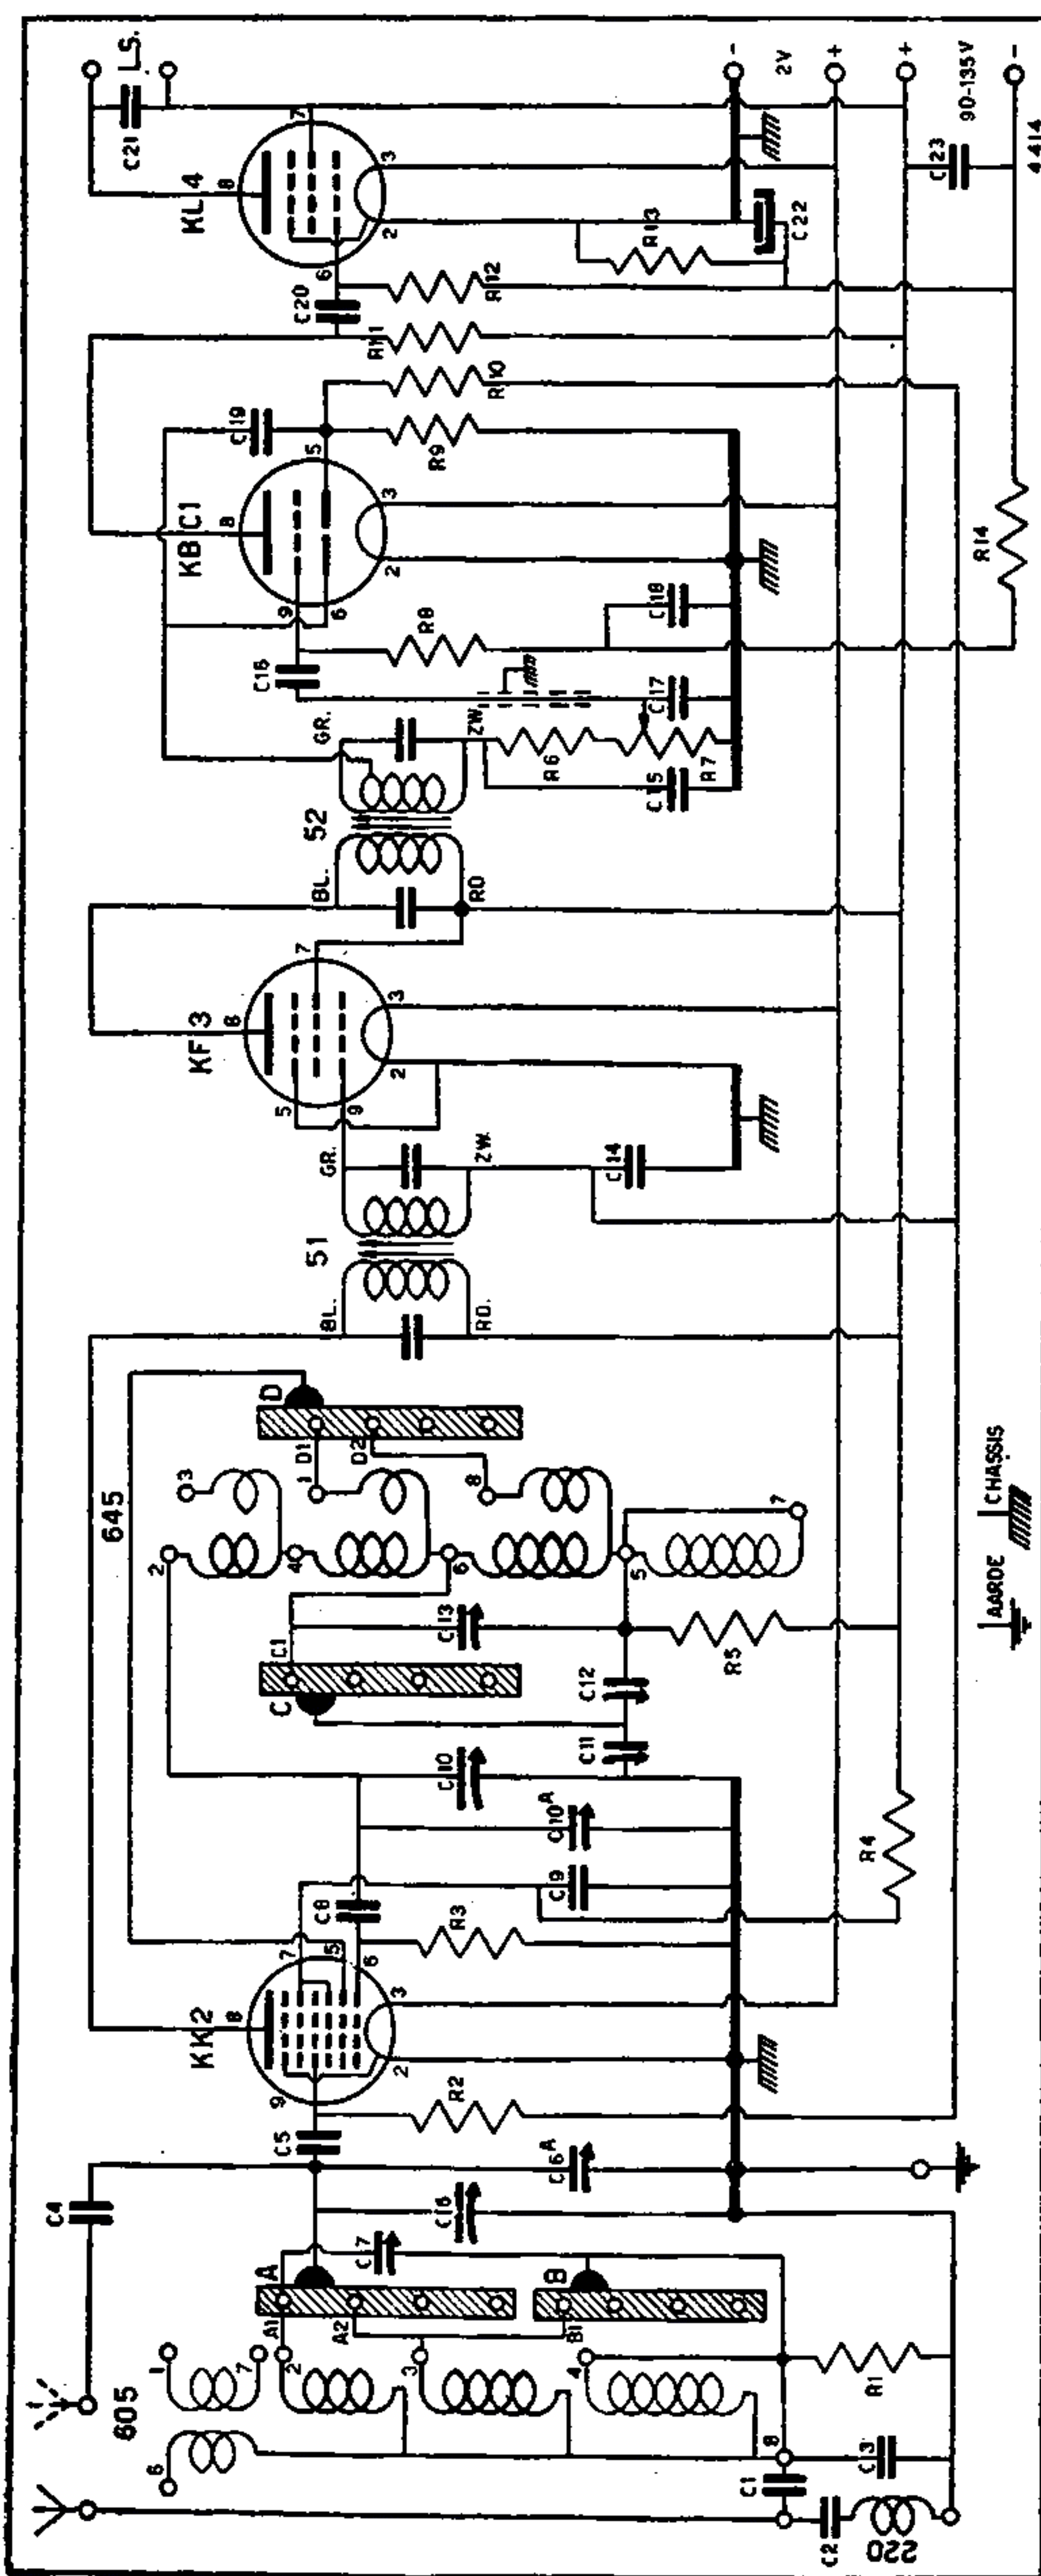 605
C4
KK2
645
KF3
KBC1
KL4
C21
L.S.
6
1
7
A1
A
2
A2
3
B1
B
4
8
C1
C2
220
C3
R1
C7
C6
C6A
C5
9
8
7
5
6
2
3
R2
R3
C8
C9
C10A
C10
C11
C12
C13
C
C1
R4
R5
2
3
4
1
6
8
5
7
D
D1
D2
51
BL.
RD.
GR.
ZW.
C14
5
9
8
7
2
3
52
BL.
RD
GR.
ZW.
C15
R6
R7
C17
C16
R8
C18
9
6
8
5
2
3
C19
R9
R10
R11
C20
R12
6
8
7
2
3
R13
C22
R14
C23
-
2V
+
+
90-135V
-
4414
AARDE
CHASSIS